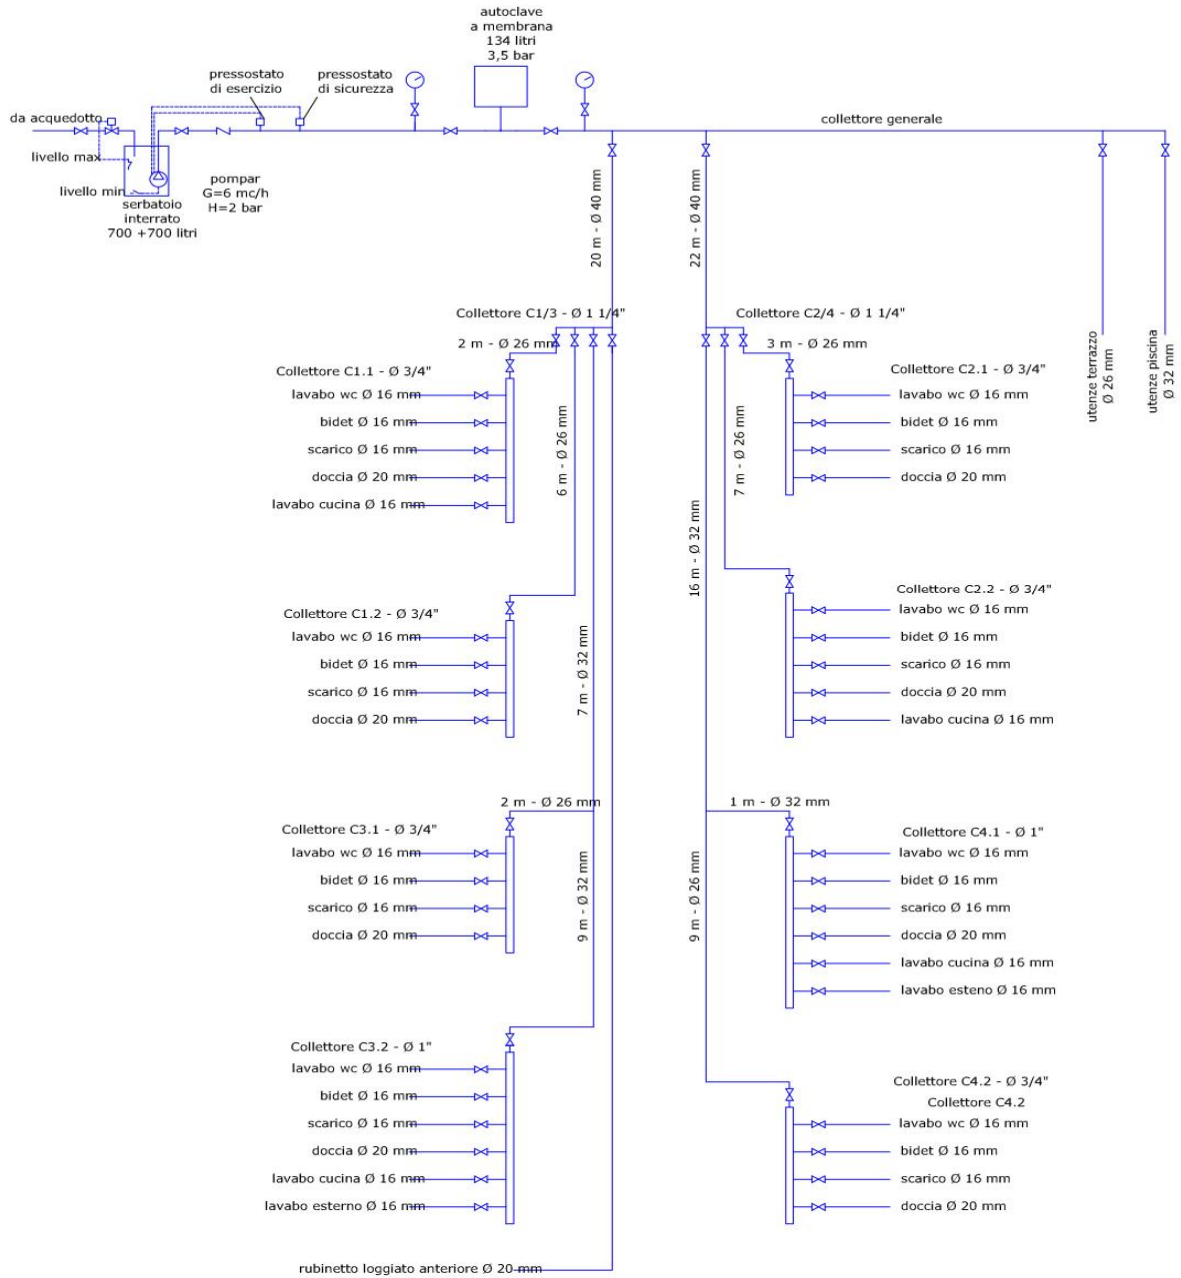 autoclave
a membrana
134 litri
3,5 bar
pressostato
di esercizio
pressostato
di sicurezza
da acquedotto
collettore generale
livello max
livello min
pompar
G=6 mc/h
H=2 bar
serbatoio
interrato
700 +700 litri
20 m - Ø 40 mm
22 m - Ø 40 mm
utenze terrazzo
Ø 26 mm
utenze piscina
Ø 32 mm
Collettore C1/3 - Ø 1 1/4"
2 m - Ø 26 mm
Collettore C1.1 - Ø 3/4"
lavabo wc Ø 16 mm
bidet Ø 16 mm
scarico Ø 16 mm
doccia Ø 20 mm
lavabo cucina Ø 16 mm
6 m - Ø 26 mm
Collettore C1.2 - Ø 3/4"
lavabo wc Ø 16 mm
bidet Ø 16 mm
scarico Ø 16 mm
doccia Ø 20 mm
7 m - Ø 32 mm
2 m - Ø 26 mm
Collettore C3.1 - Ø 3/4"
lavabo wc Ø 16 mm
bidet Ø 16 mm
scarico Ø 16 mm
doccia Ø 20 mm
9 m - Ø 32 mm
Collettore C3.2 - Ø 1"
lavabo wc Ø 16 mm
bidet Ø 16 mm
scarico Ø 16 mm
doccia Ø 20 mm
lavabo cucina Ø 16 mm
lavabo esterno Ø 16 mm
rubinetto loggiato anteriore Ø 20 mm
Collettore C2/4 - Ø 1 1/4"
3 m - Ø 26 mm
Collettore C2.1 - Ø 3/4"
lavabo wc Ø 16 mm
bidet Ø 16 mm
scarico Ø 16 mm
doccia Ø 20 mm
7 m - Ø 26 mm
16 m - Ø 32 mm
Collettore C2.2 - Ø 3/4"
lavabo wc Ø 16 mm
bidet Ø 16 mm
scarico Ø 16 mm
doccia Ø 20 mm
lavabo cucina Ø 16 mm
1 m - Ø 32 mm
Collettore C4.1 - Ø 1"
lavabo wc Ø 16 mm
bidet Ø 16 mm
scarico Ø 16 mm
doccia Ø 20 mm
lavabo cucina Ø 16 mm
lavabo esteno Ø 16 mm
9 m - Ø 26 mm
Collettore C4.2 - Ø 3/4"
Collettore C4.2
lavabo wc Ø 16 mm
bidet Ø 16 mm
scarico Ø 16 mm
doccia Ø 20 mm